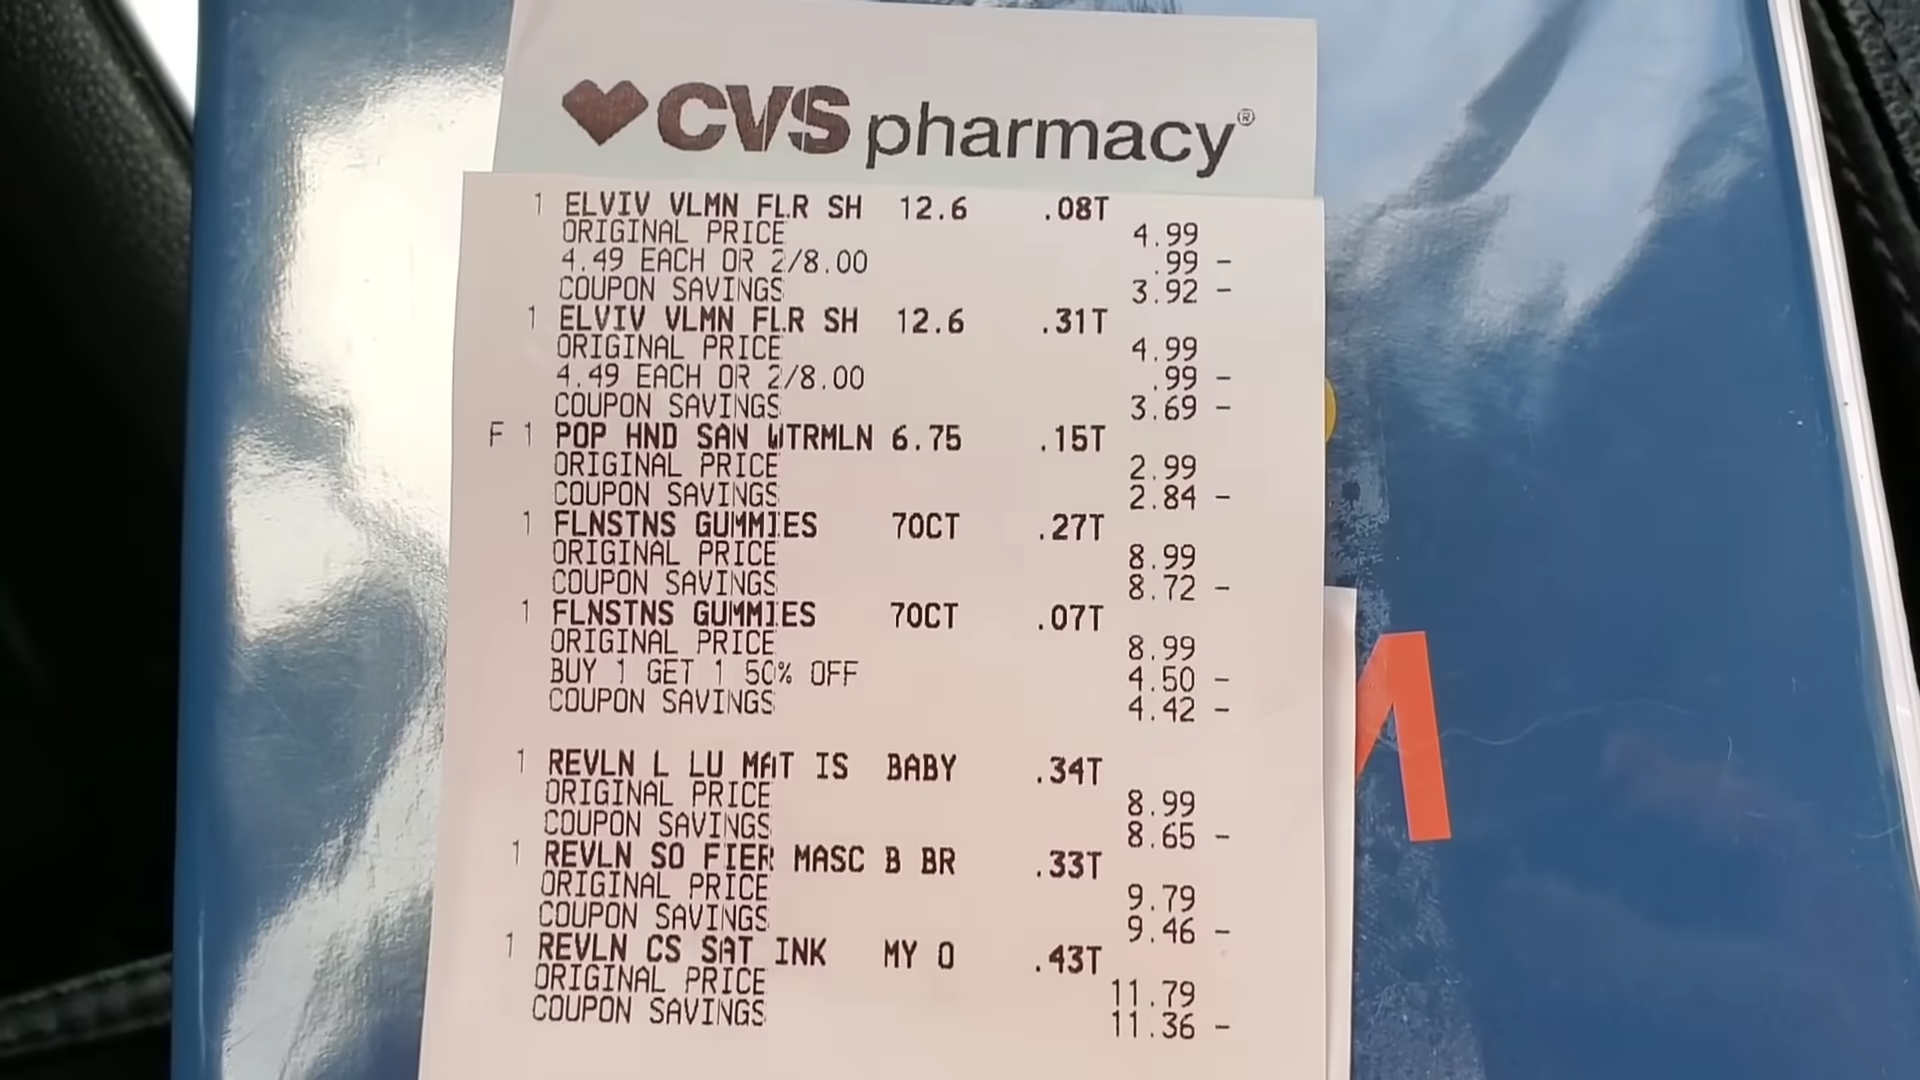 CVS pharmacy®
1 ELVIV VLMN FLR SH 12.6 .08T
ORIGINAL PRICE 4.99
4.49 EACH OR 2/8.00 .99 -
COUPON SAVINGS 3.92 -
1 ELVIV VLMN FLR SH 12.6 .31T
ORIGINAL PRICE 4.99
4.49 EACH OR 2/8.00 .99 -
COUPON SAVINGS 3.69 -
F 1 POP HND SAN WTRMLN 6.75 .15T
ORIGINAL PRICE 2.99
COUPON SAVINGS 2.84 -
1 FLNSTNS GUMMIES 70CT .27T
ORIGINAL PRICE 8.99
COUPON SAVINGS 8.72 -
1 FLNSTNS GUMMIES 70CT .07T
ORIGINAL PRICE 8.99
BUY 1 GET 1 50% OFF 4.50 -
COUPON SAVINGS 4.42 -
1 REVLN L LU MAT IS BABY .34T
ORIGINAL PRICE 8.99
COUPON SAVINGS 8.65 -
1 REVLN SO FIER MASC B BR .33T
ORIGINAL PRICE 9.79
COUPON SAVINGS 9.46 -
1 REVLN CS SAT INK MY O .43T
ORIGINAL PRICE 11.79
COUPON SAVINGS 11.36 -